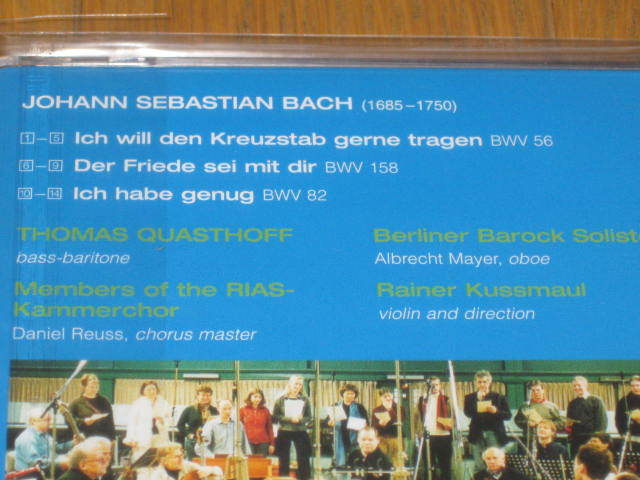 JOHANN SEBASTIAN BACH (1685–1750)
1–5 Ich will den Kreuzstab gerne tragen BWV 56
6–9 Der Friede sei mit dir BWV 158
10–14 Ich habe genug BWV 82
THOMAS QUASTHOFF
bass-baritone
Members of the RIAS-
Kammerchor
Daniel Reuss, chorus master
Berliner Barock Soliste
Albrecht Mayer, oboe
Rainer Kussmaul
violin and direction